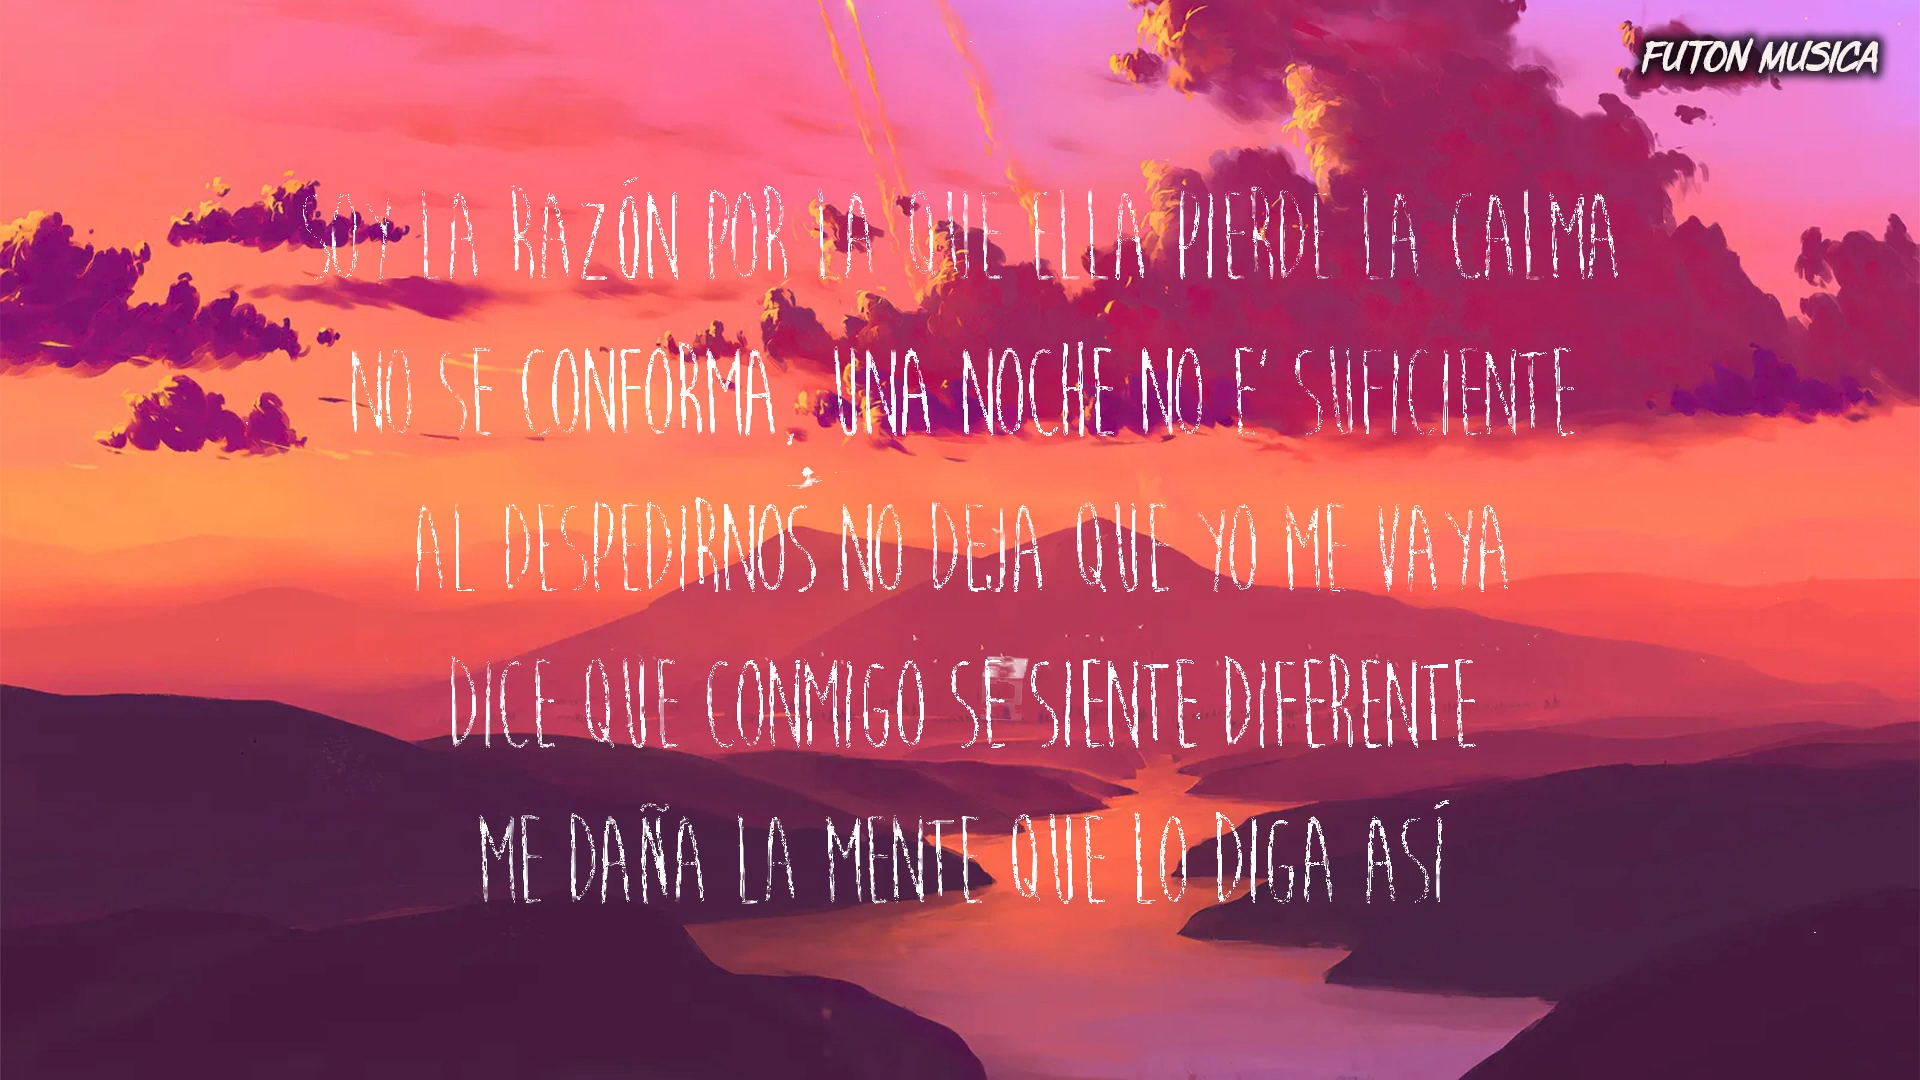 FUTON MUSICA
SOY LA RAZÓN POR LA QUE ELLA PIERDE LA CALMA
NO SE CONFORMA, UNA NOCHE NO E' SUFICIENTE
AL DESPEDIRNOS NO DEJA QUE YO ME VAYA
DICE QUE CONMIGO SE SIENTE DIFERENTE
ME DAÑA LA MENTE QUE LO DIGA ASÍ